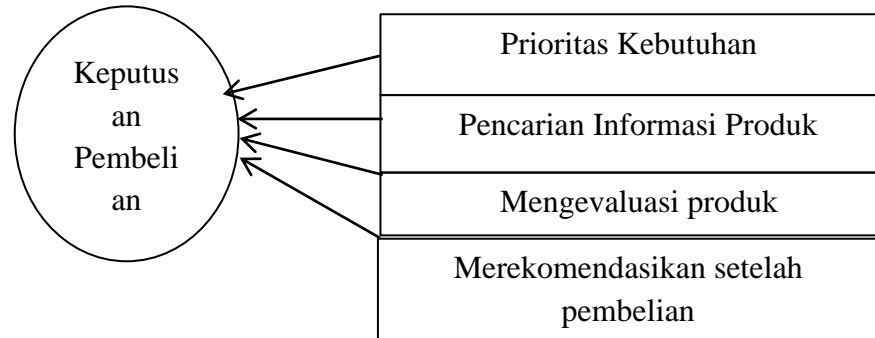 Keputus
an
Pembeli
an
Prioritas Kebutuhan
Pencarian Informasi Produk
Mengevaluasi produk
Merekomendasikan setelah
pembelian